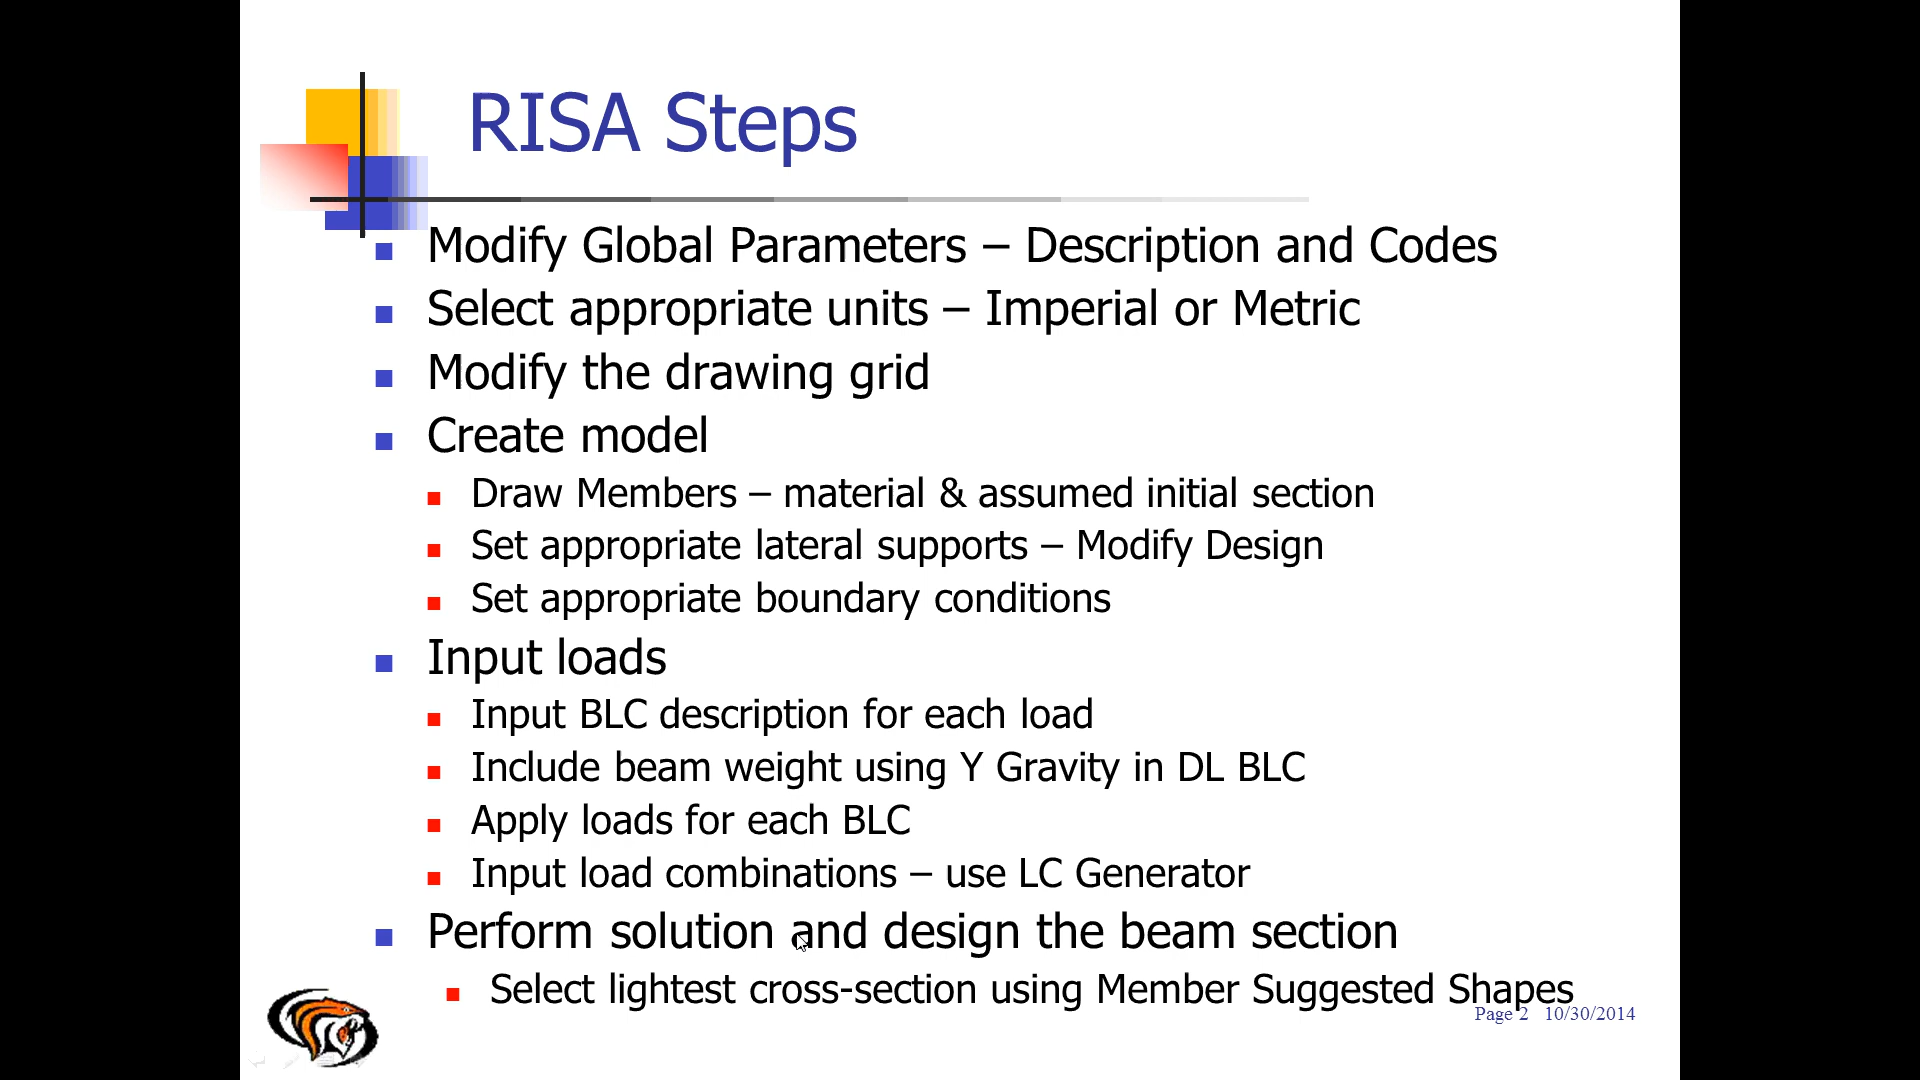 RISA Steps
Modify Global Parameters – Description and Codes
Select appropriate units – Imperial or Metric
Modify the drawing grid
Create model
Draw Members – material & assumed initial section
Set appropriate lateral supports – Modify Design
Set appropriate boundary conditions
Input loads
Input BLC description for each load
Include beam weight using Y Gravity in DL BLC
Apply loads for each BLC
Input load combinations – use LC Generator
Perform solution and design the beam section
Select lightest cross-section using Member Suggested Shapes
Page 2 10/30/2014